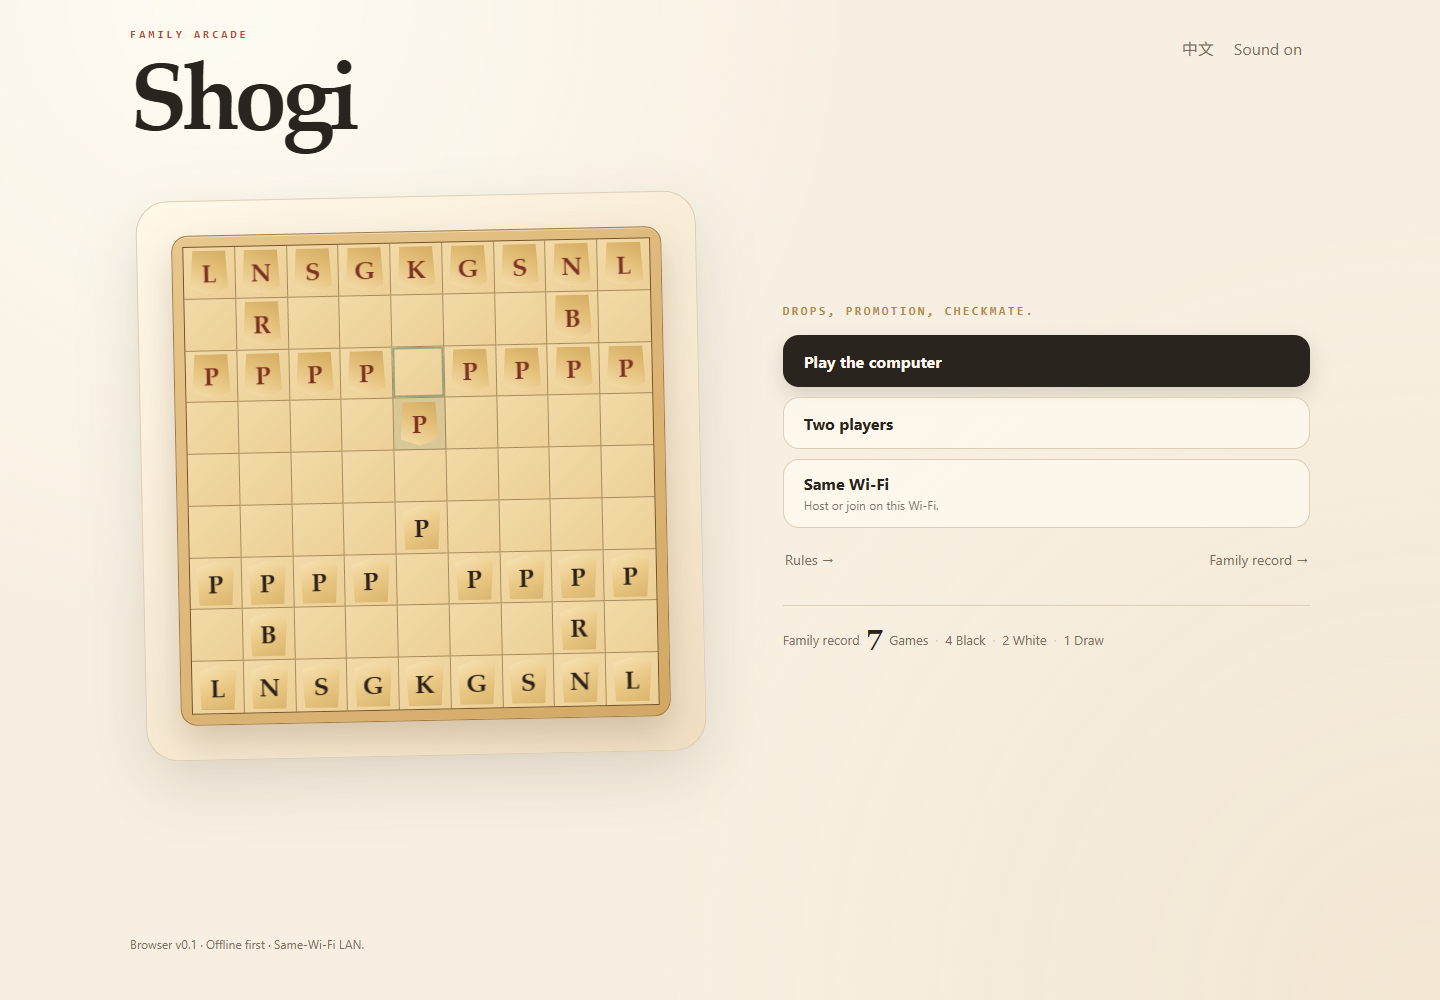 FAMILY ARCADE
Shogi
中文 Sound on
L N S G K G S N L
R B
P P P P P P P P
P
P
P P P P P P P P
B R
L N S G K G S N L
DROPS, PROMOTION, CHECKMATE.
Play the computer
Two players
Same Wi-Fi
Host or join on this Wi-Fi.
Rules → Family record →
Family record 7 Games · 4 Black · 2 White · 1 Draw
Browser v0.1 · Offline first · Same-Wi-Fi LAN.